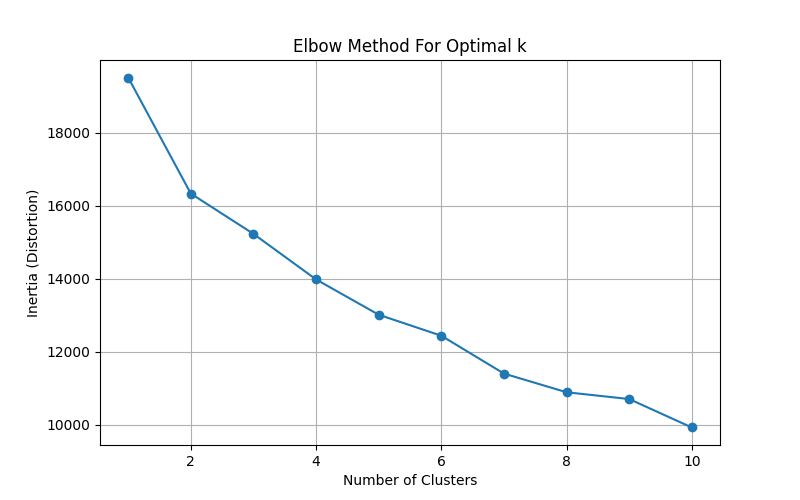 Elbow Method For Optimal k
18000
16000
14000
12000
10000
Inertia (Distortion)
2 4 6 8 10
Number of Clusters